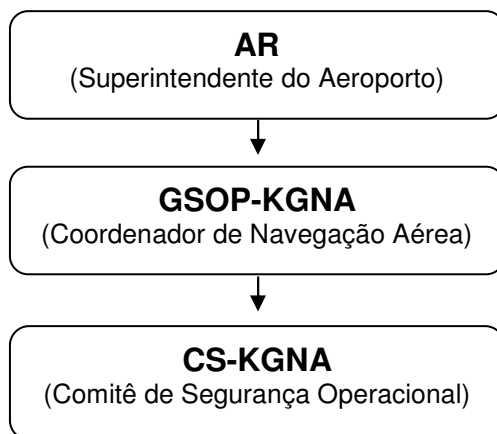 AR
(Superintendente do Aeroporto)
GSOP-KGNA
(Coordenador de Navegação Aérea)
CS-KGNA
(Comitê de Segurança Operacional)